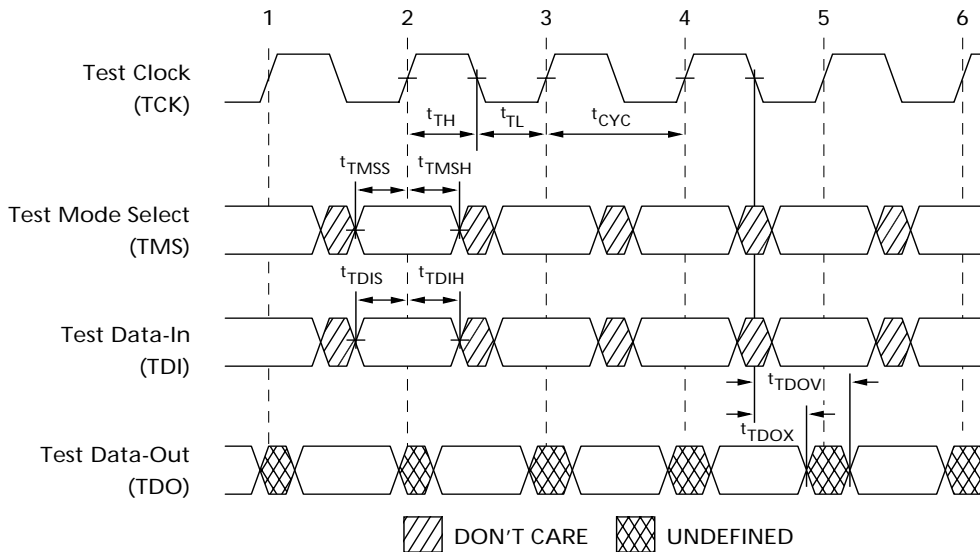 1 2 3 4 5 6
Test Clock
(TCK)
tTH tTL tCYC
tTMSS tTMSH
Test Mode Select
(TMS)
tTDIS tTDIH
Test Data-In
(TDI)
tTDOV
tTDOX
Test Data-Out
(TDO)
DON'T CARE UNDEFINED